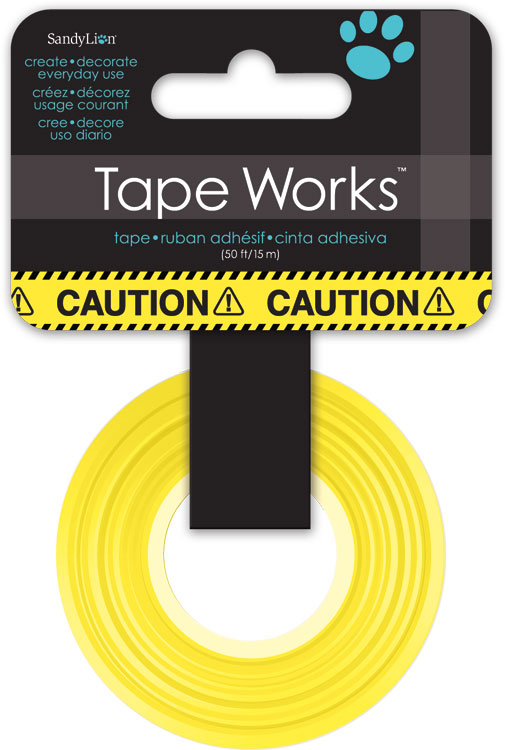 SandyLion®
create•decorate
everyday use
créez•décorez
usage courant
cree•decore
uso diario
Tape Works™
tape•ruban adhésif•cinta adhesiva
(50 ft/15 m)
CAUTION CAUTION C